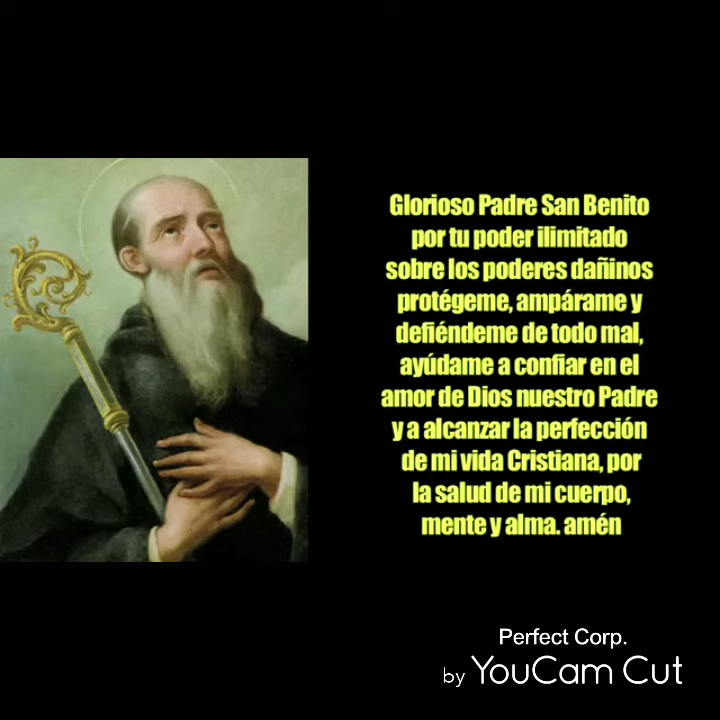 Glorioso Padre San Benito
por tu poder ilimitado
sobre los poderes dañinos
protégeme, ampárame y
defiéndeme de todo mal,
ayúdame a confiar en el
amor de Dios nuestro Padre
y a alcanzar la perfección
de mi vida Cristiana, por
la salud de mi cuerpo,
mente y alma. amén
Perfect Corp.
by YouCam Cut